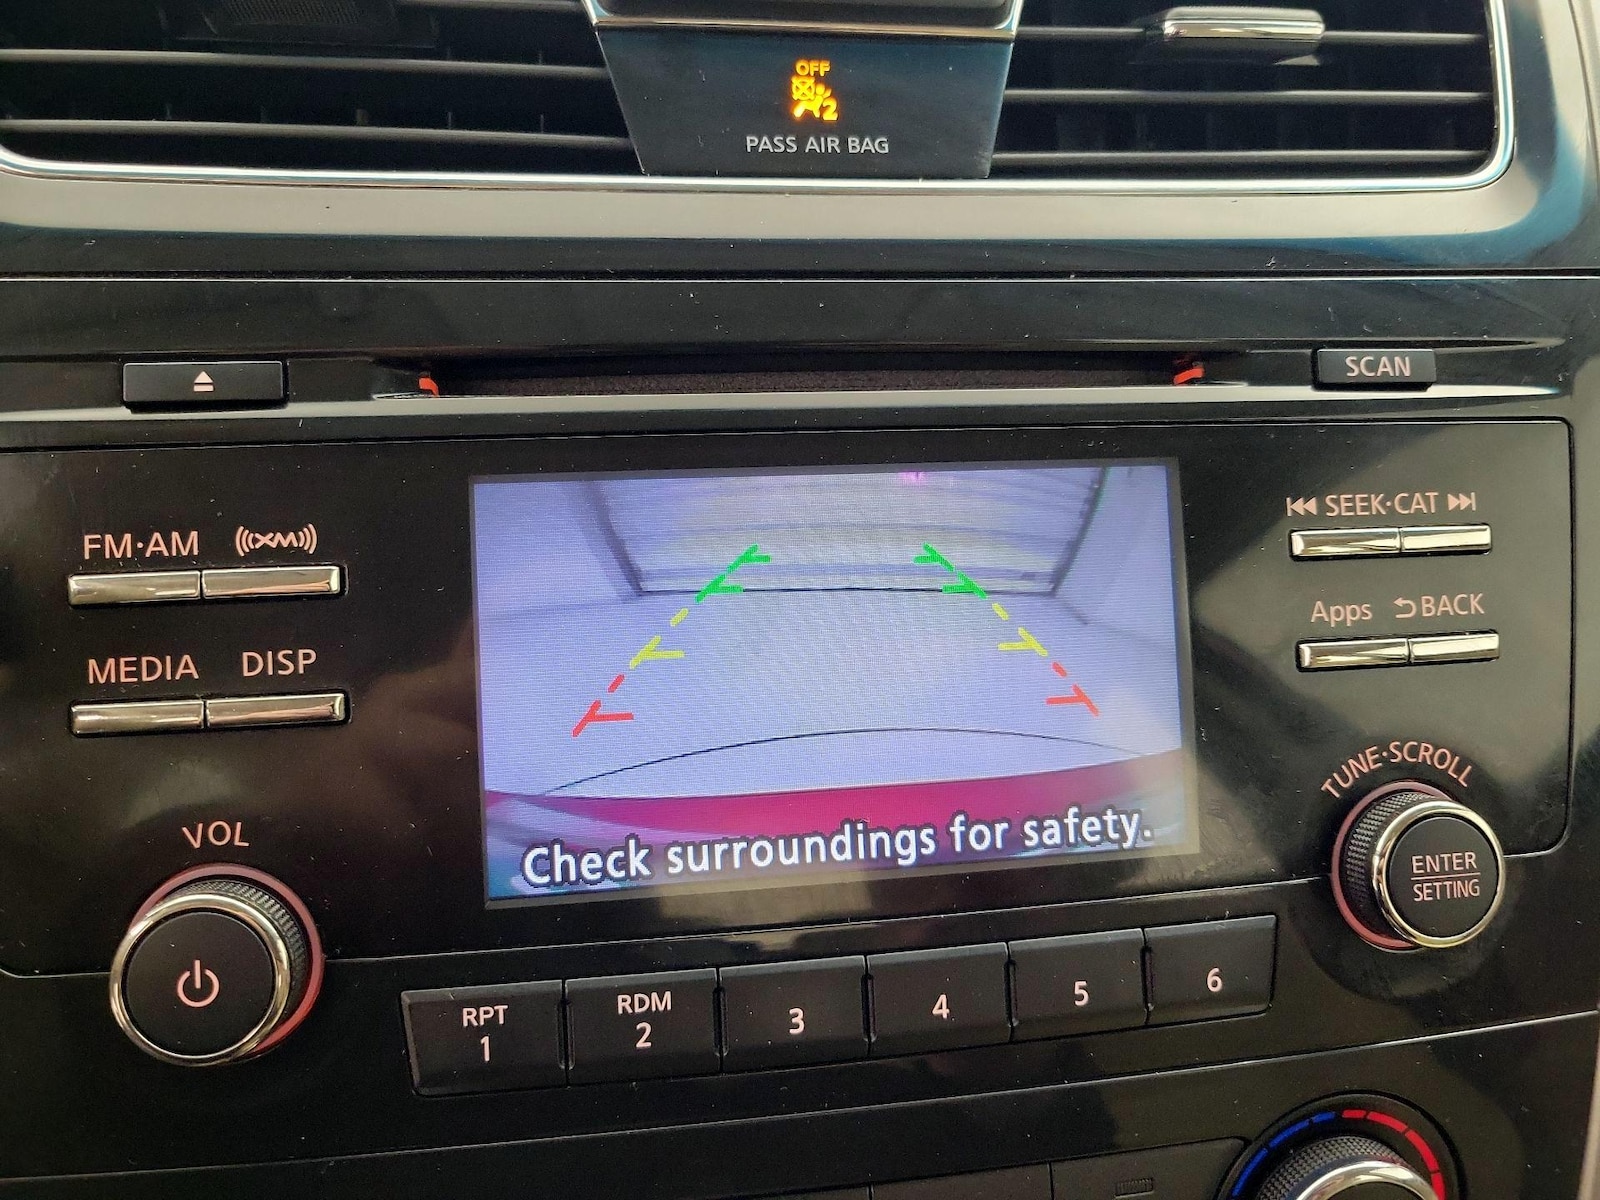 OFF
2
PASS AIR BAG
SCAN
FM·AM
((XM))
SEEK·CAT
Apps
BACK
MEDIA
DISP
TUNE·SCROLL
VOL
Check surroundings for safety.
ENTER
SETTING
RPT
1
RDM
2
3
4
5
6